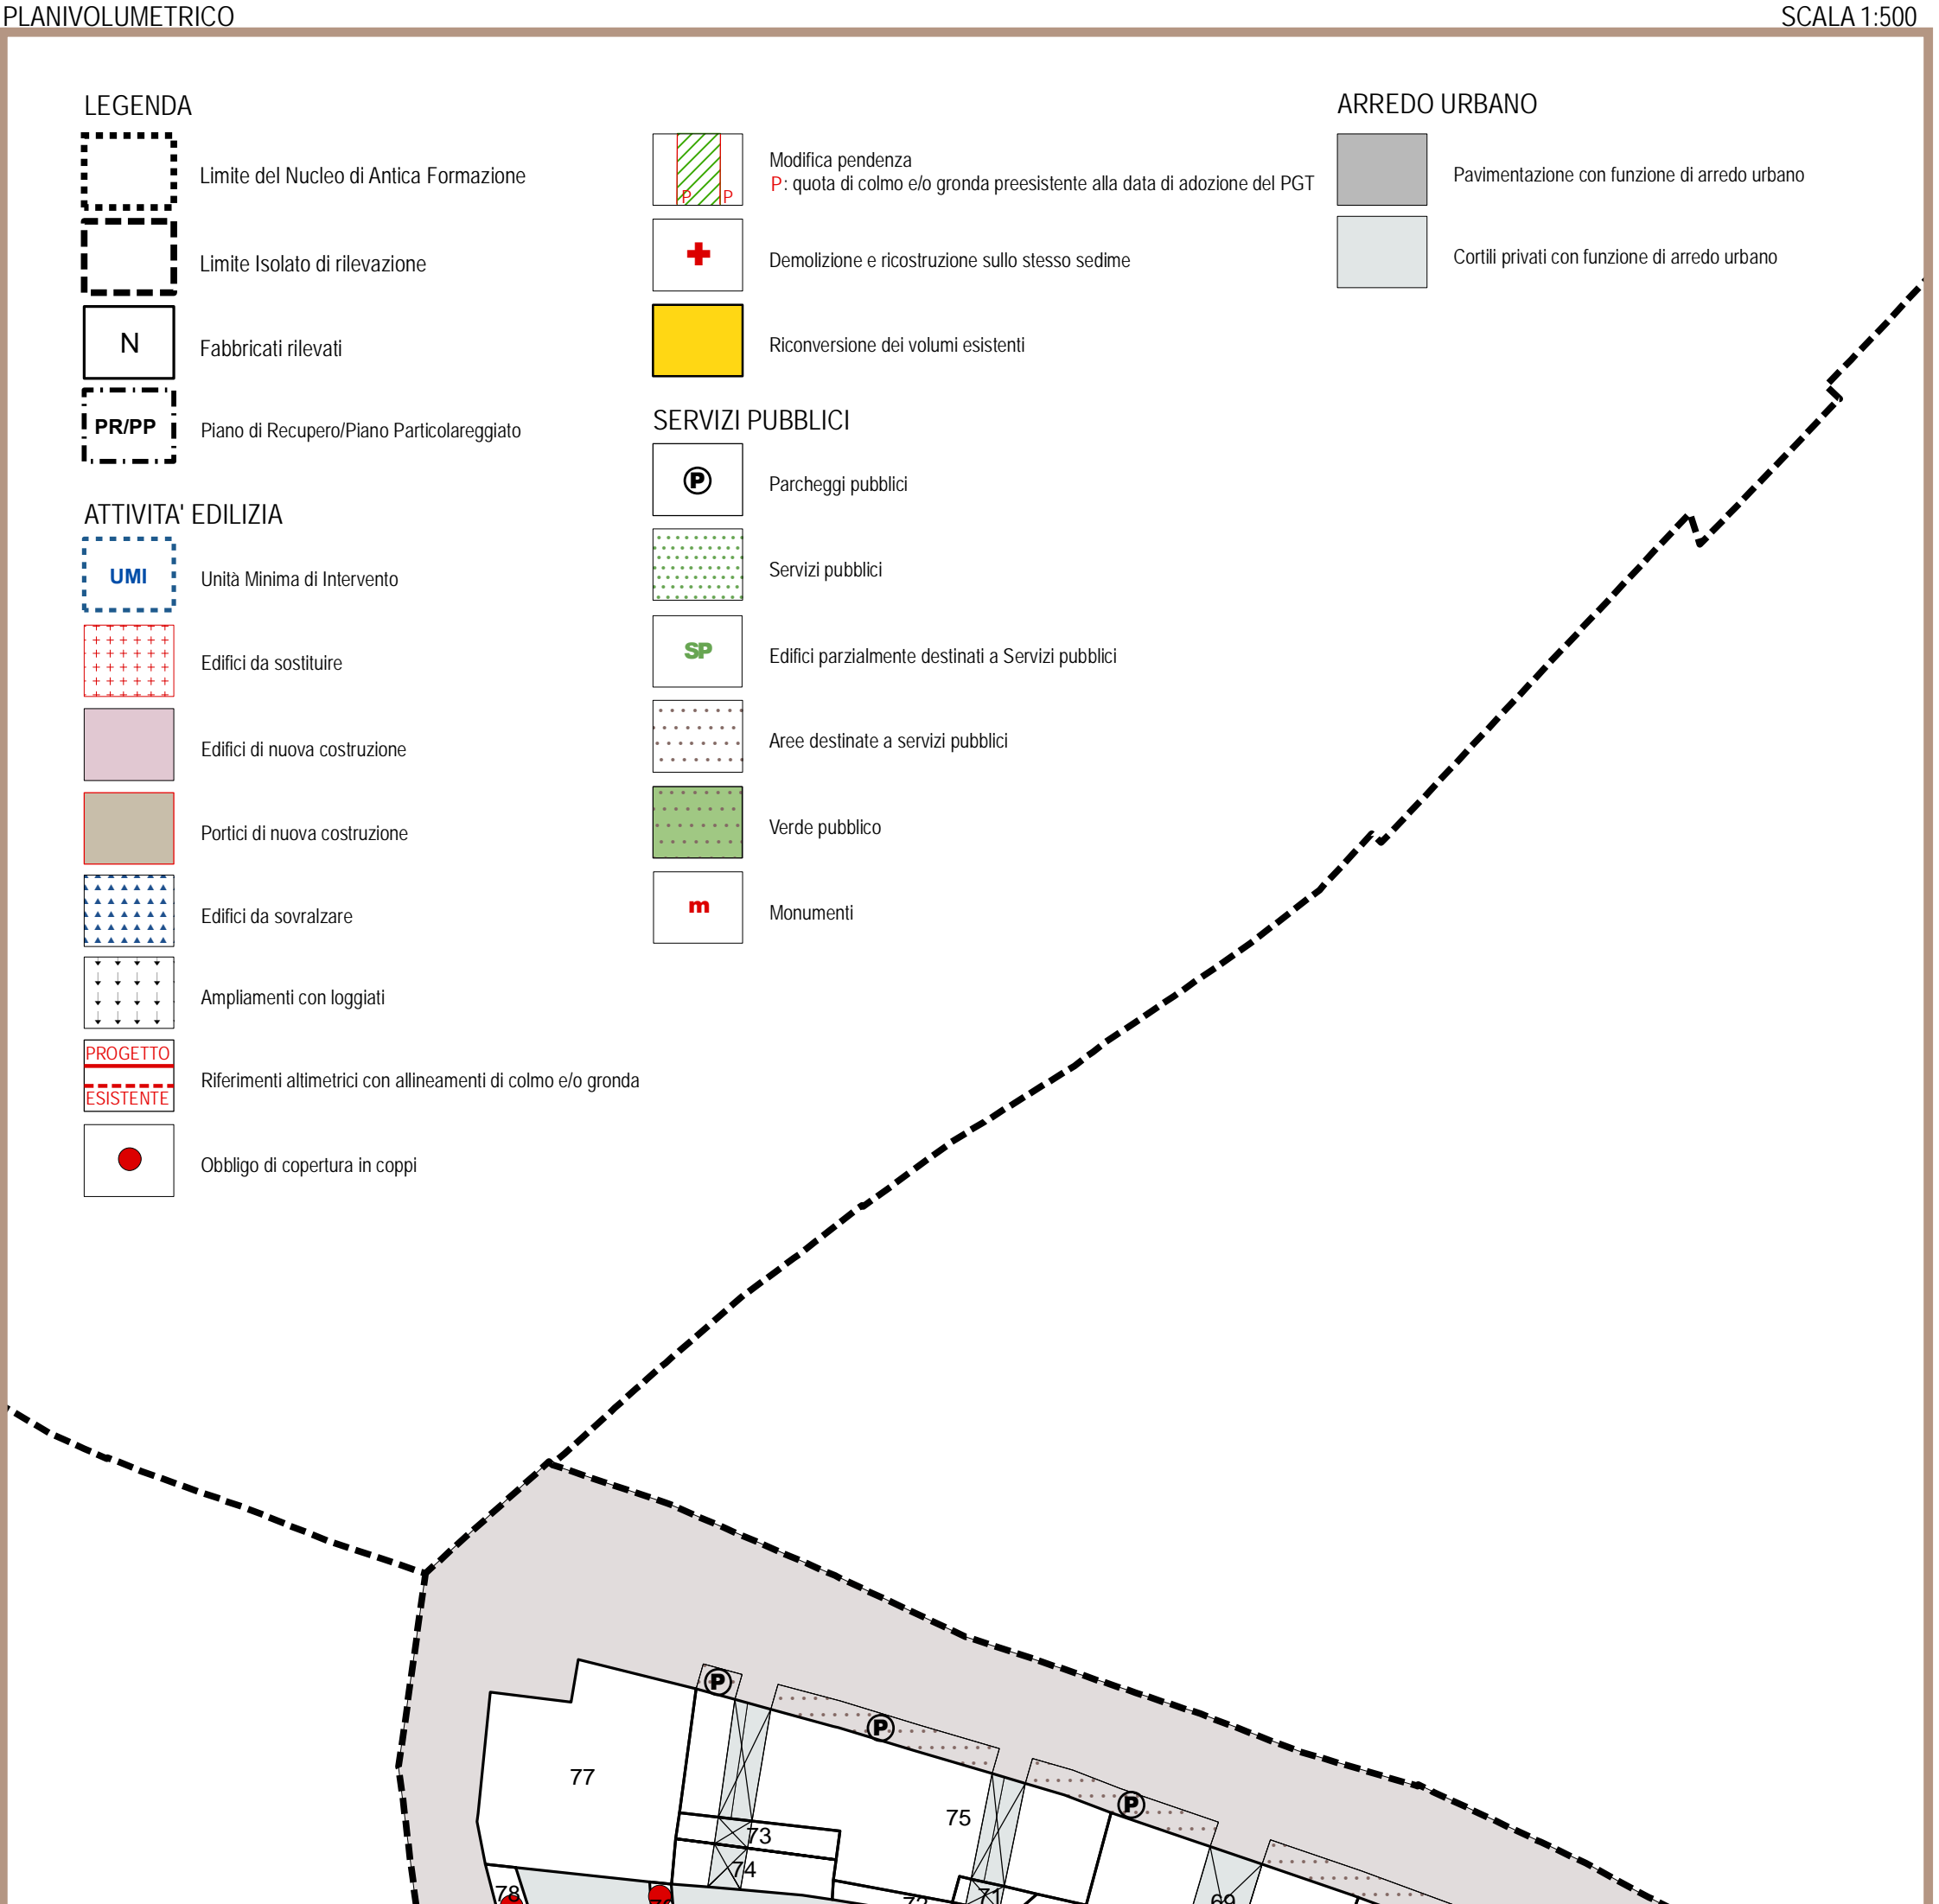 PLANIVOLUMETRICO
SCALA 1:500
LEGENDA
Limite del Nucleo di Antica Formazione
Limite Isolato di rilevazione
N
Fabbricati rilevati
PR/PP
Piano di Recupero/Piano Particolareggiato
ATTIVITA' EDILIZIA
UMI
Unità Minima di Intervento
Edifici da sostituire
Edifici di nuova costruzione
Portici di nuova costruzione
Edifici da sovralzare
Ampliamenti con loggiati
PROGETTO
ESISTENTE
Riferimenti altimetrici con allineamenti di colmo e/o gronda
Obbligo di copertura in coppi
P P
Modifica pendenza
P: quota di colmo e/o gronda preesistente alla data di adozione del PGT
Demolizione e ricostruzione sullo stesso sedime
Riconversione dei volumi esistenti
SERVIZI PUBBLICI
P
Parcheggi pubblici
Servizi pubblici
SP
Edifici parzialmente destinati a Servizi pubblici
Aree destinate a servizi pubblici
Verde pubblico
m
Monumenti
ARREDO URBANO
Pavimentazione con funzione di arredo urbano
Cortili privati con funzione di arredo urbano
P
P
P
77
75
73
74
78
71
69